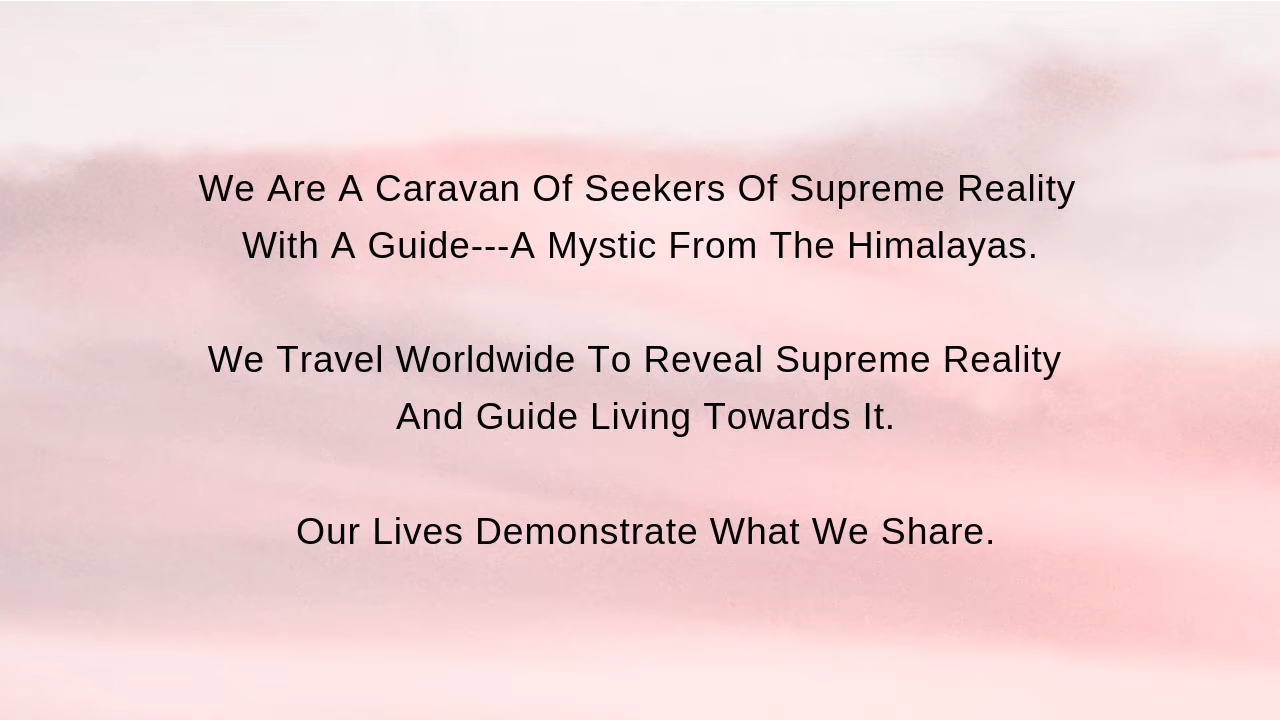 We Are A Caravan Of Seekers Of Supreme Reality
With A Guide---A Mystic From The Himalayas.
We Travel Worldwide To Reveal Supreme Reality
And Guide Living Towards It.
Our Lives Demonstrate What We Share.